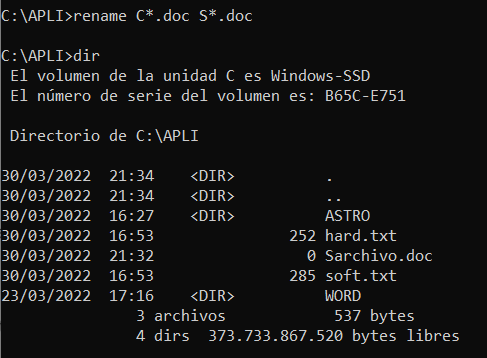 C:\APLI>rename C*.doc S*.doc
C:\APLI>dir
El volumen de la unidad C es Windows-SSD
El número de serie del volumen es: B65C-E751
Directorio de C:\APLI
30/03/2022  21:34    <DIR>          .
30/03/2022  21:34    <DIR>          ..
30/03/2022  16:27    <DIR>          ASTRO
30/03/2022  16:53               252 hard.txt
30/03/2022  21:32                 0 Sarchivo.doc
30/03/2022  16:53               285 soft.txt
23/03/2022  17:16    <DIR>          WORD
3 archivos            537 bytes
4 dirs  373.733.867.520 bytes libres